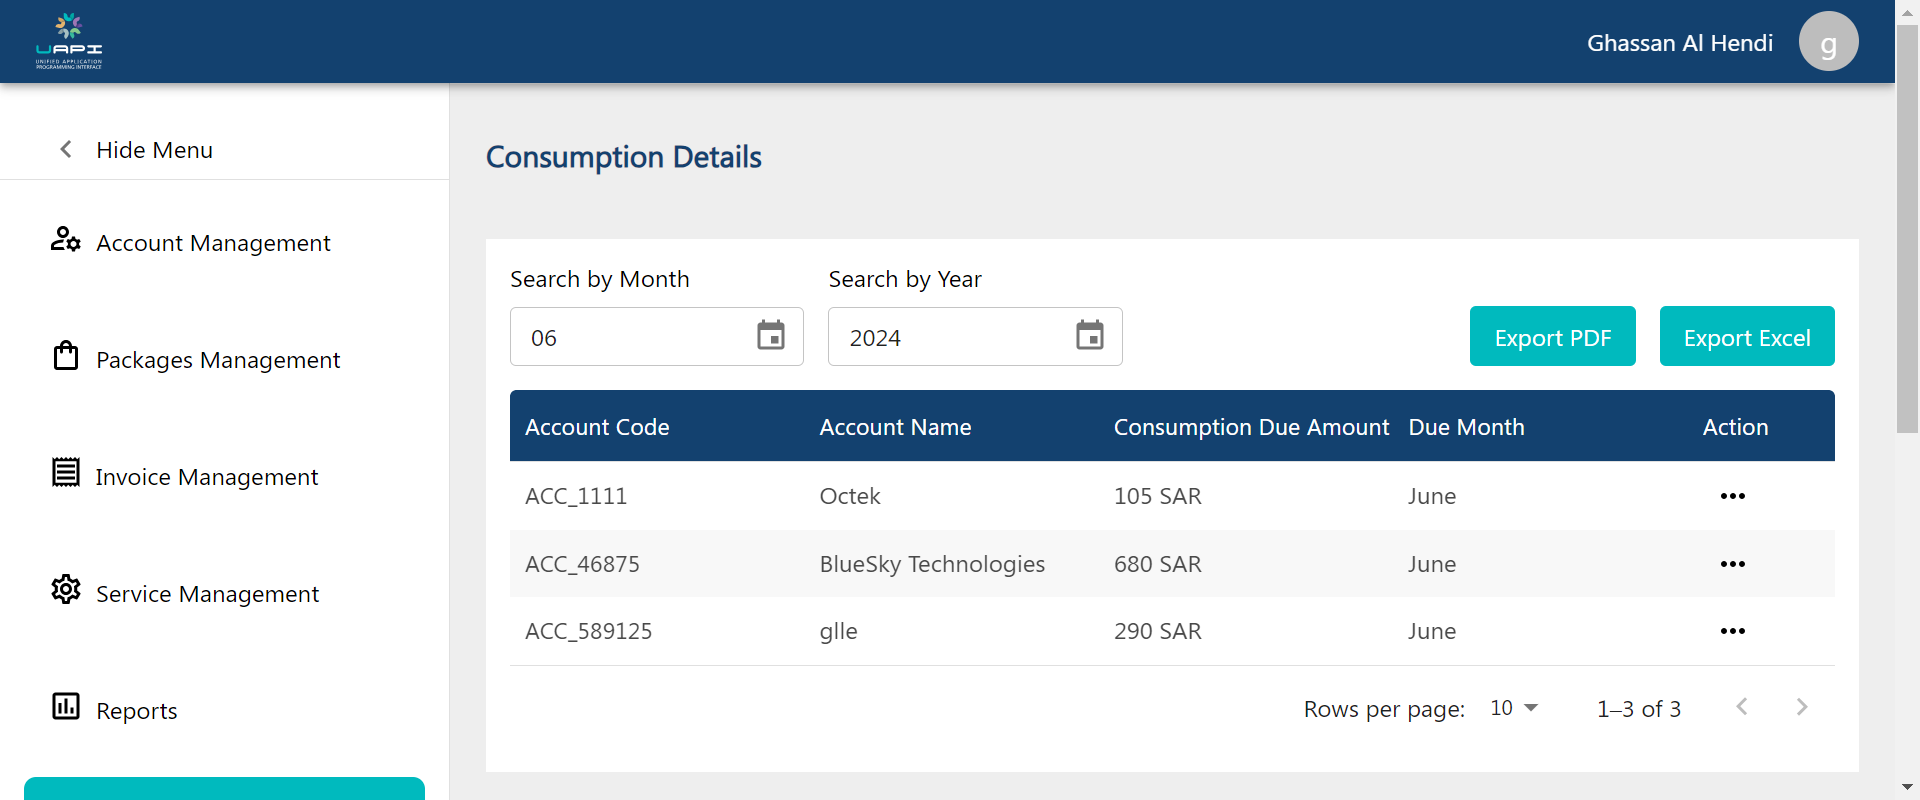 UAPI
UNIFIED APPLICATION
PROGRAMMING INTERFACE
Ghassan Al Hendi
g
Hide Menu
Account Management
Packages Management
Invoice Management
Service Management
Reports
Consumption Details
Search by Month
Search by Year
06
2024
Export PDF
Export Excel
Account Code Account Name Consumption Due Amount Due Month Action
ACC_1111 Octek 105 SAR June
ACC_46875 BlueSky Technologies 680 SAR June
ACC_589125 glle 290 SAR June
Rows per page: 10 1–3 of 3